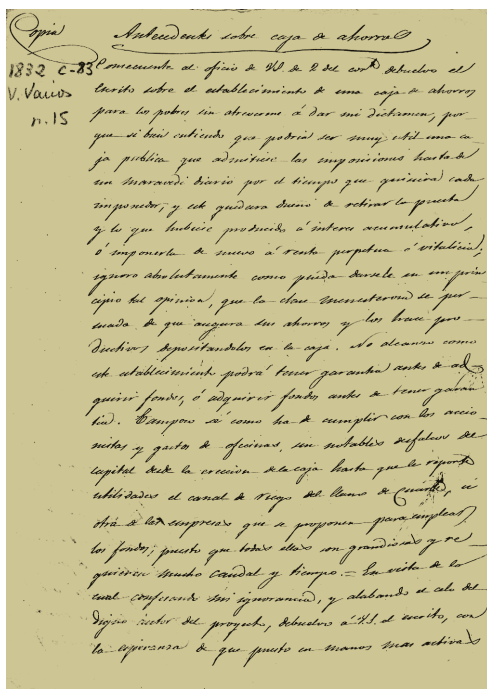 Copia
Antecedentes sobre caja de ahorros
1832 C-83
V. Varios
n. 15
Consecuente al oficio de V.S. de 2 del corte debuelvo el
escrito sobre el establecimiento de una caja de ahorros
para los pobres sin atreverme á dar mi dictamen, por
que si bien entiendo que podria ser muy util una ca
ja publica que admitiese las imposiciones hasta de
un maravedi diario por el tiempo que quisiera cada
imponedor; y este quedara dueño de retirar lo puesto
y lo que hubiese producido á interes acumulativo,
ó imponerla de nuevo á renta perpetua ó vitalicia;
ignoro absolutamente como pueda darsele en un prin
cipio tal opinion, que la clase menesterosa se per
suada de que asegura sus ahorros y los hace pro
ductivos depositandolos en la caja. No alcanzo como
este establecimiento podrá tener garantia antes de ad
quirir fondos, ó adquirir fondos antes de tener garan
tia. Tampoco sé como ha de cumplir con los accio
nistas y gastos de oficinas, sin notables desfalcos del
capital desde la creccion de la caja hasta que le reporte
utilidades el canal de riego del llano de, ú
otra de las empresas que se proponen para emplear
los fondos; puesto que todas ellas son grandiosas y re
quieren mucho caudal y tiempo. = En vista de lo
cual confesando mi ignorancia, y alabando el celo del
digno autor del proyecto, debuelvo á V.S. el escrito, con
la esperanza de que puesto en manos mas activas